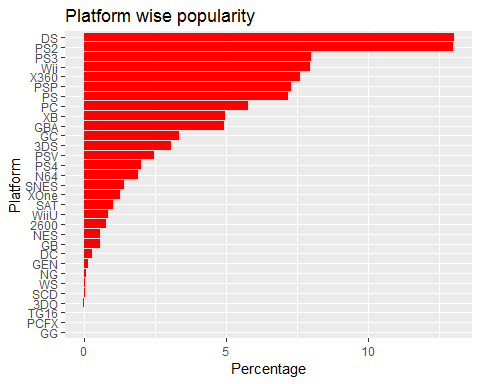 Platform wise popularity
DS
PS2
PS3
Wii
X360
PSP
PS
PC
XB
GBA
GC
3DS
PSV
PS4
N64
SNES
XOne
SAT
WiiU
2600
NES
GB
DC
GEN
NG
WS
SCD
3DO
TG16
PCFX
GG
Platform
0 5 10
Percentage